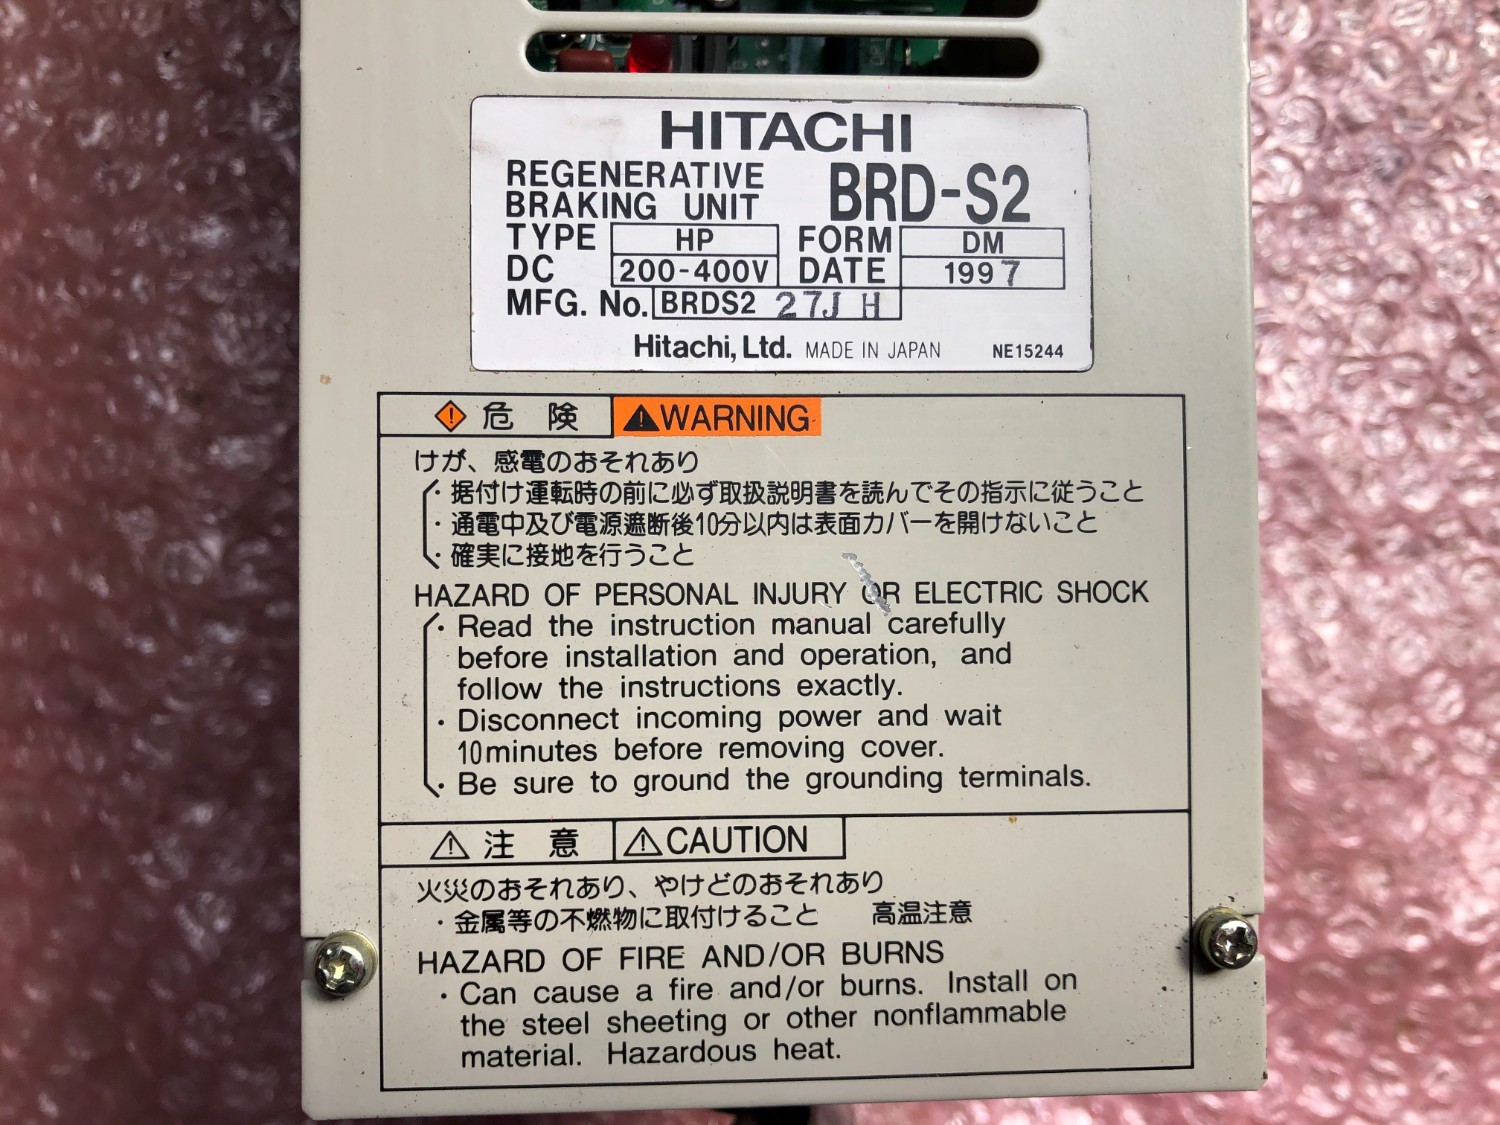 HITACHI
REGENERATIVE BRAKING UNIT BRD-S2
TYPE HP FORM DM
DC 200-400V DATE 1997
MFG. No. BRDS2 27J H
Hitachi, Ltd. MADE IN JAPAN NE15244
危 険 WARNING
けが、感電のおそれあり
・据付け運転時の前に必ず取扱説明書を読んでその指示に従うこと
・通電中及び電源遮断後10分以内は表面カバーを開けないこと
・確実に接地を行うこと
HAZARD OF PERSONAL INJURY OR ELECTRIC SHOCK
・Read the instruction manual carefully
before installation and operation, and
follow the instructions exactly.
・Disconnect incoming power and wait
10minutes before removing cover.
・Be sure to ground the grounding terminals.
注 意 CAUTION
火災のおそれあり、やけどのおそれあり
・金属等の不燃物に取付けること 高温注意
HAZARD OF FIRE AND/OR BURNS
・Can cause a fire and/or burns. Install on
the steel sheeting or other nonflammable
material. Hazardous heat.